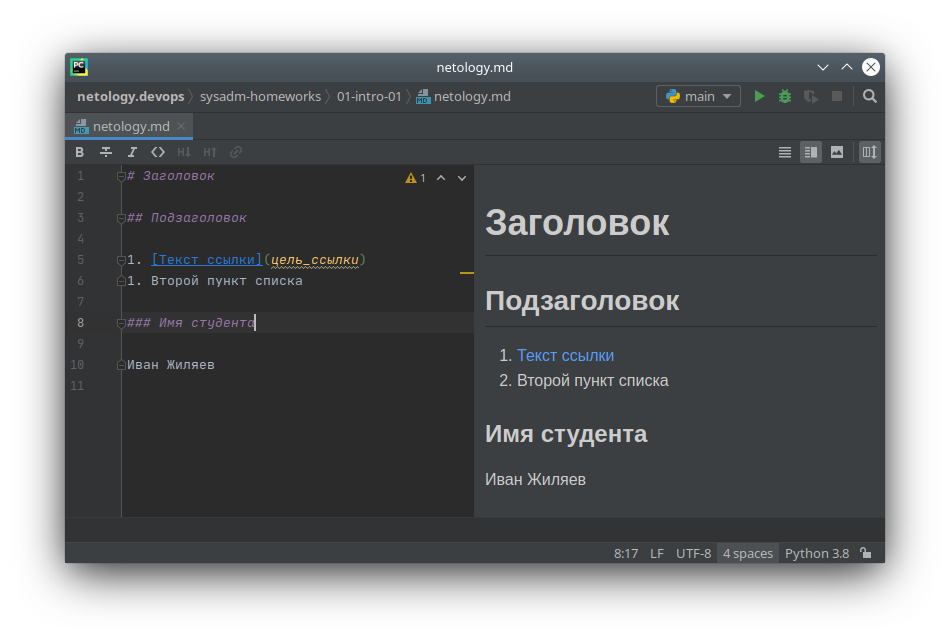 PC
netology.md
netology.devops sysadm-homeworks 01-intro-01 netology.md
main
netology.md
B I H↓ H↑
1 # Заголовок
1
2
3 ## Подзаголовок
4
5 1. [Текст ссылки](цель_ссылки)
6 1. Второй пункт списка
7
8 ### Имя студента
9
10 Иван Жиляев
11
Заголовок
Подзаголовок
1. Текст ссылки
2. Второй пункт списка
Имя студента
Иван Жиляев
8:17 LF UTF-8 4 spaces Python 3.8